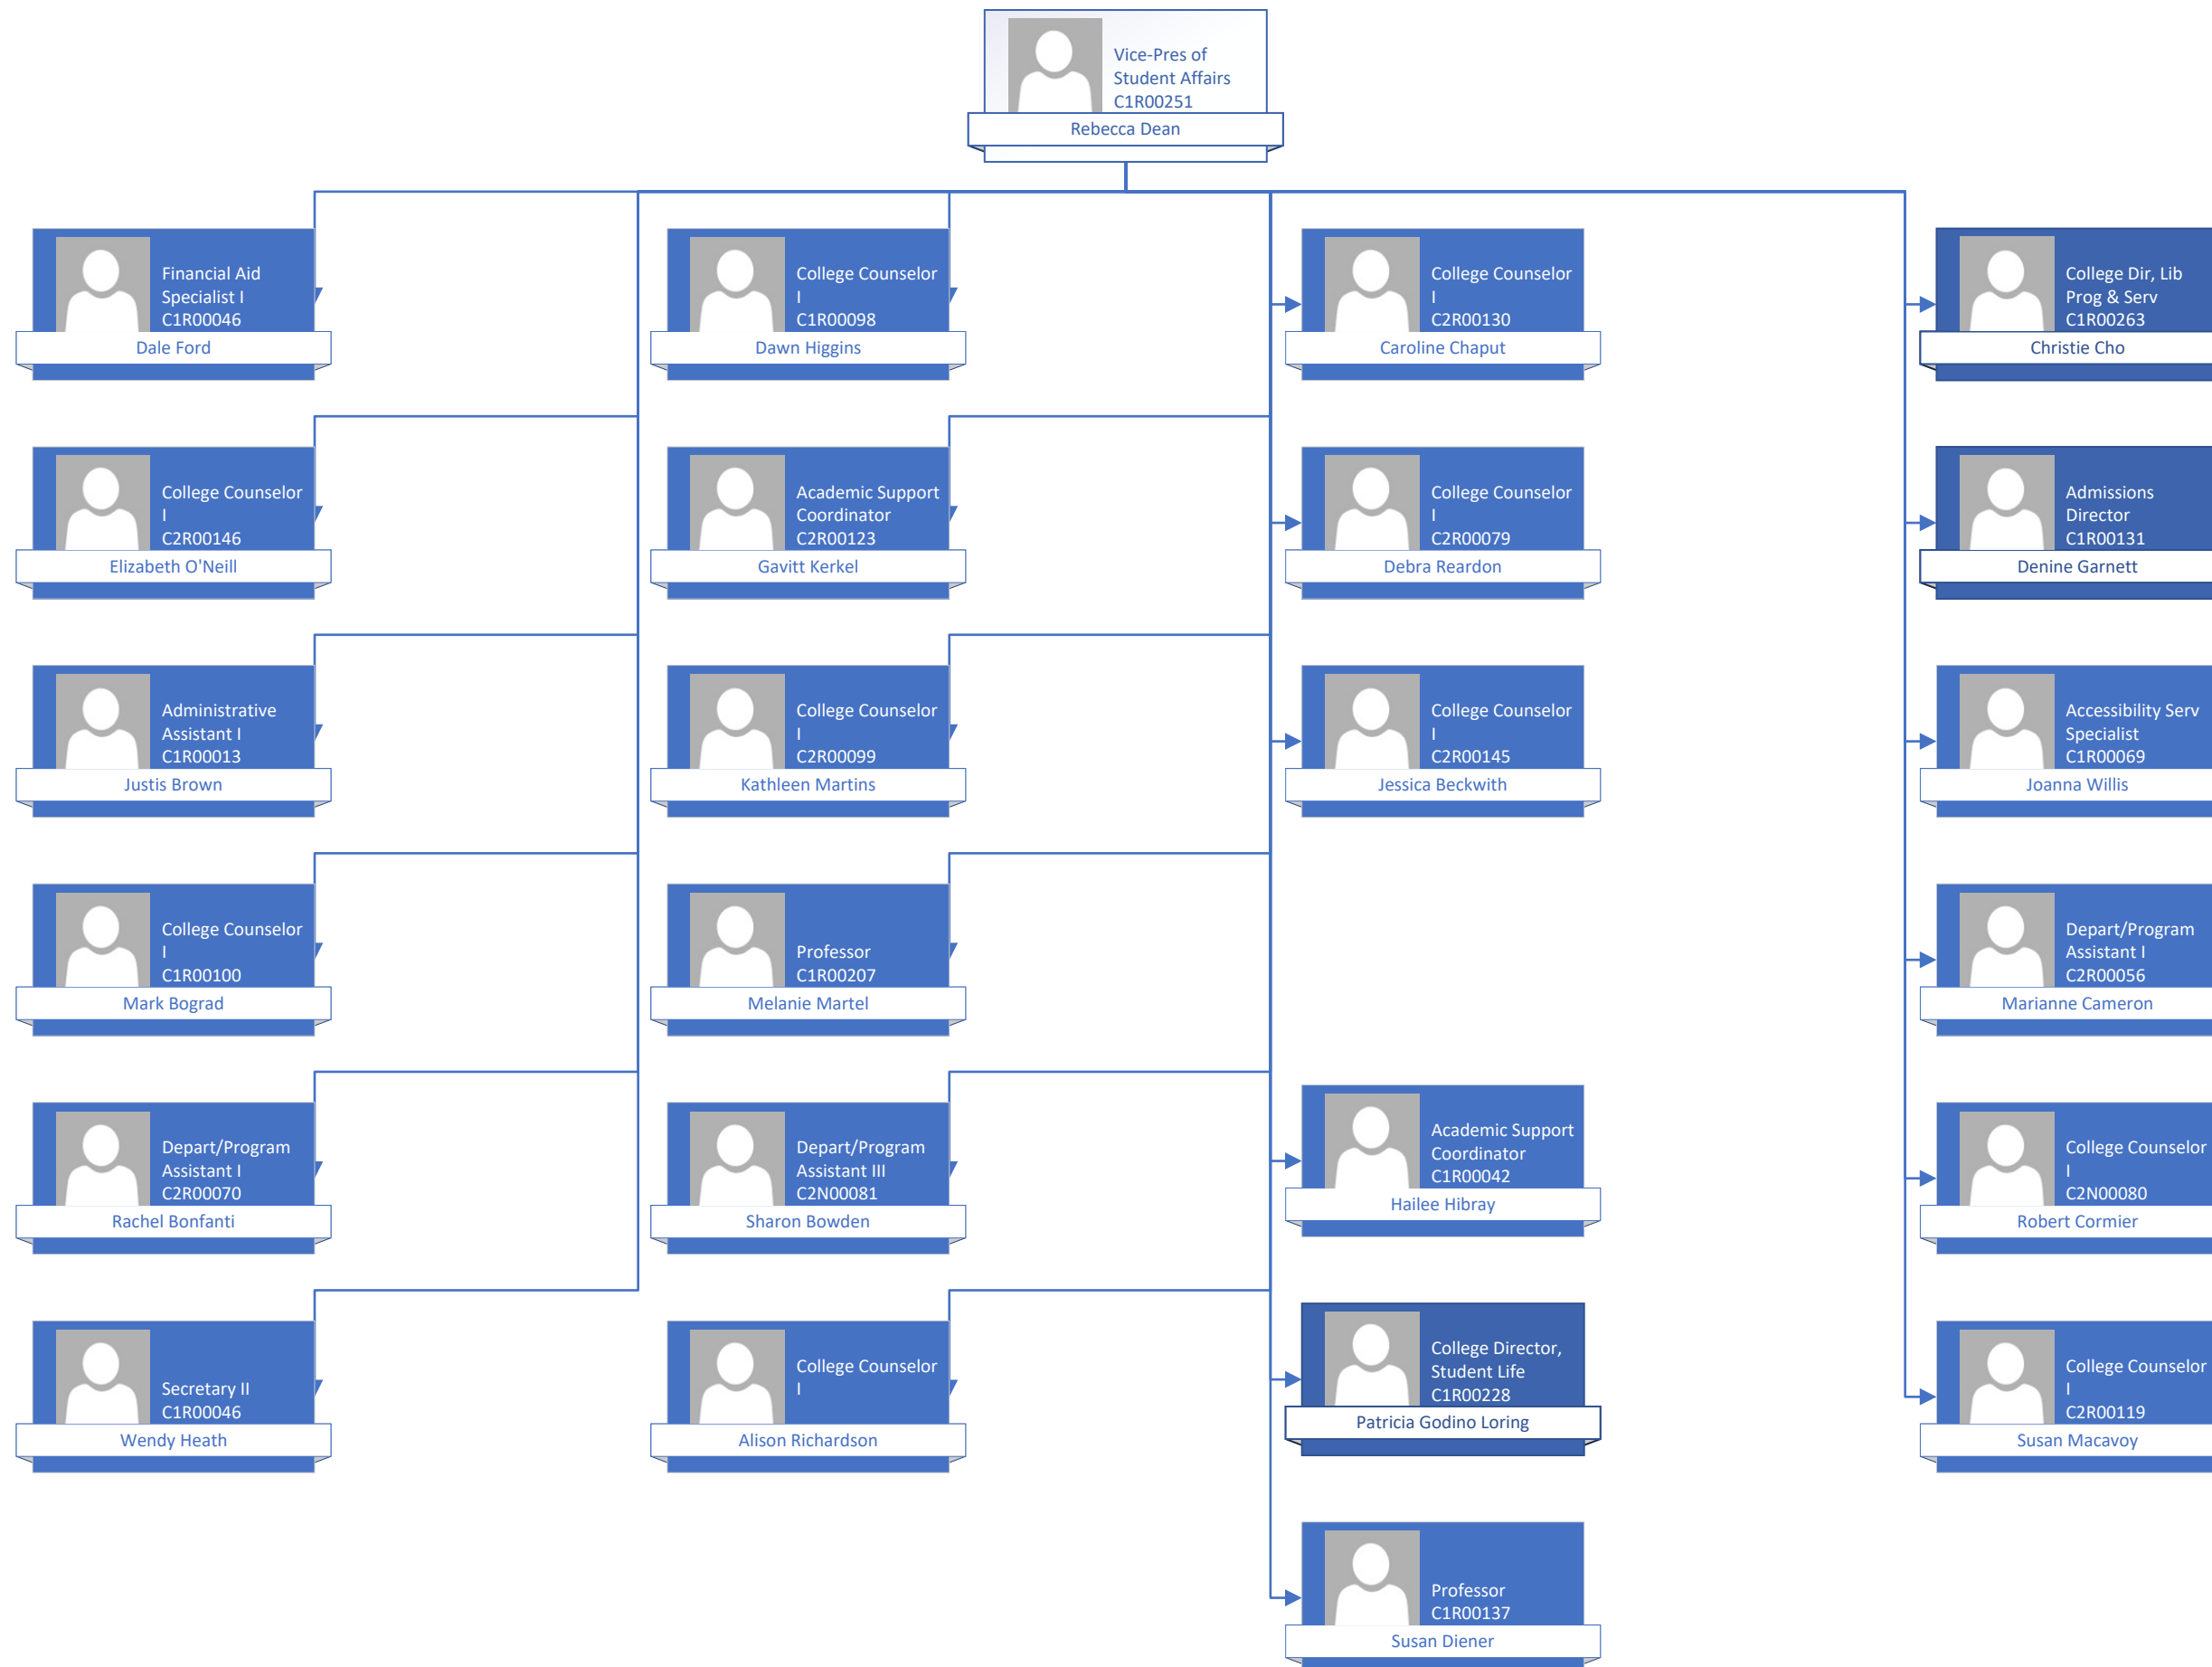 Vice-Pres of
Student Affairs
C1R00251
Rebecca Dean
Financial Aid
Specialist I
C1R00046
Dale Ford
College Counselor
I
C1R00098
Dawn Higgins
College Counselor
I
C2R00130
Caroline Chaput
College Dir, Lib
Prog & Serv
C1R00263
Christie Cho
College Counselor
I
C2R00146
Elizabeth O'Neill
Academic Support
Coordinator
C2R00123
Gavitt Kerkel
College Counselor
I
C2R00079
Debra Reardon
Admissions
Director
C1R00131
Denine Garnett
Administrative
Assistant I
C1R00013
Justis Brown
College Counselor
I
C2R00099
Kathleen Martins
College Counselor
I
C2R00145
Jessica Beckwith
Accessibility Serv
Specialist
C1R00069
Joanna Willis
College Counselor
I
C1R00100
Mark Bograd
Professor
C1R00207
Melanie Martel
Depart/Program
Assistant I
C2R00056
Marianne Cameron
Depart/Program
Assistant I
C2R00070
Rachel Bonfanti
Depart/Program
Assistant III
C2N00081
Sharon Bowden
Academic Support
Coordinator
C1R00042
Hailee Hibray
College Counselor
I
C2N00080
Robert Cormier
Secretary II
C1R00046
Wendy Heath
College Counselor
I
Alison Richardson
College Director,
Student Life
C1R00228
Patricia Godino Loring
College Counselor
I
C2R00119
Susan Macavoy
Professor
C1R00137
Susan Diener